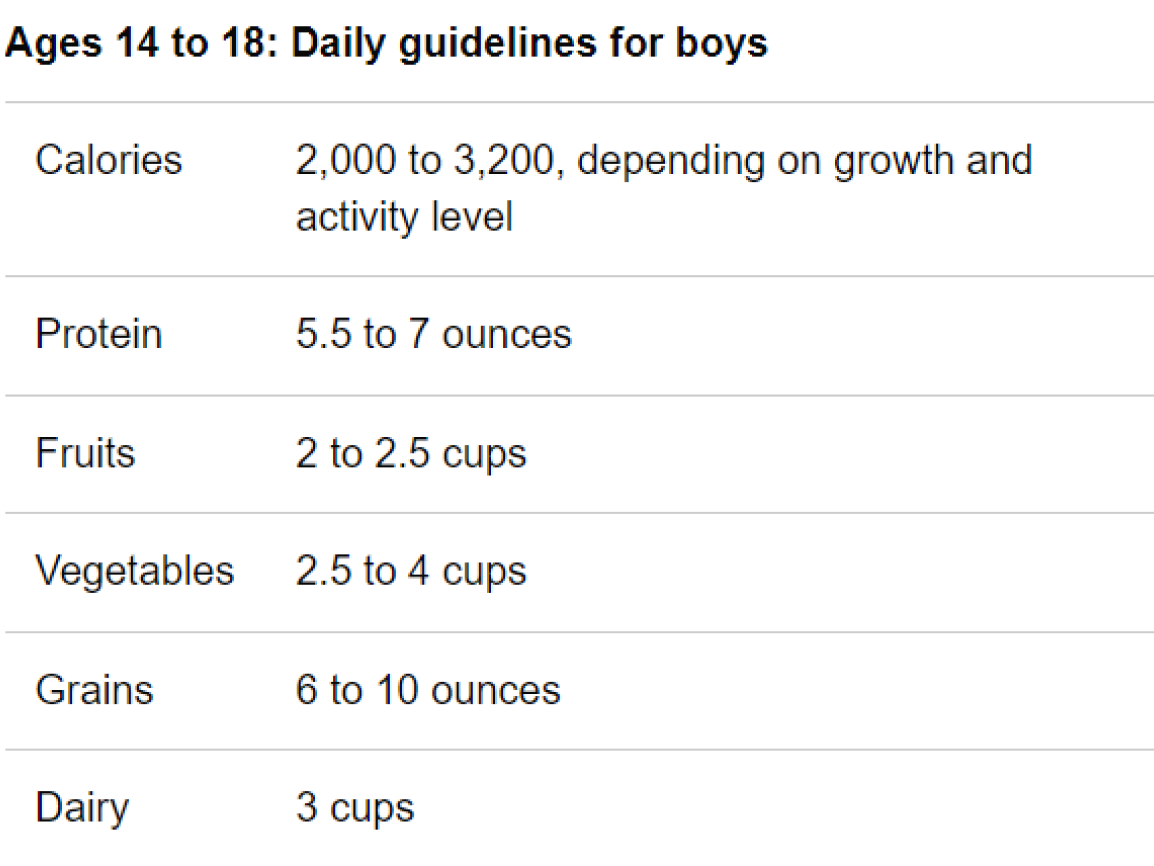 Ages 14 to 18: Daily guidelines for boys
Calories 2,000 to 3,200, depending on growth and
activity level
Protein 5.5 to 7 ounces
Fruits 2 to 2.5 cups
Vegetables 2.5 to 4 cups
Grains 6 to 10 ounces
Dairy 3 cups